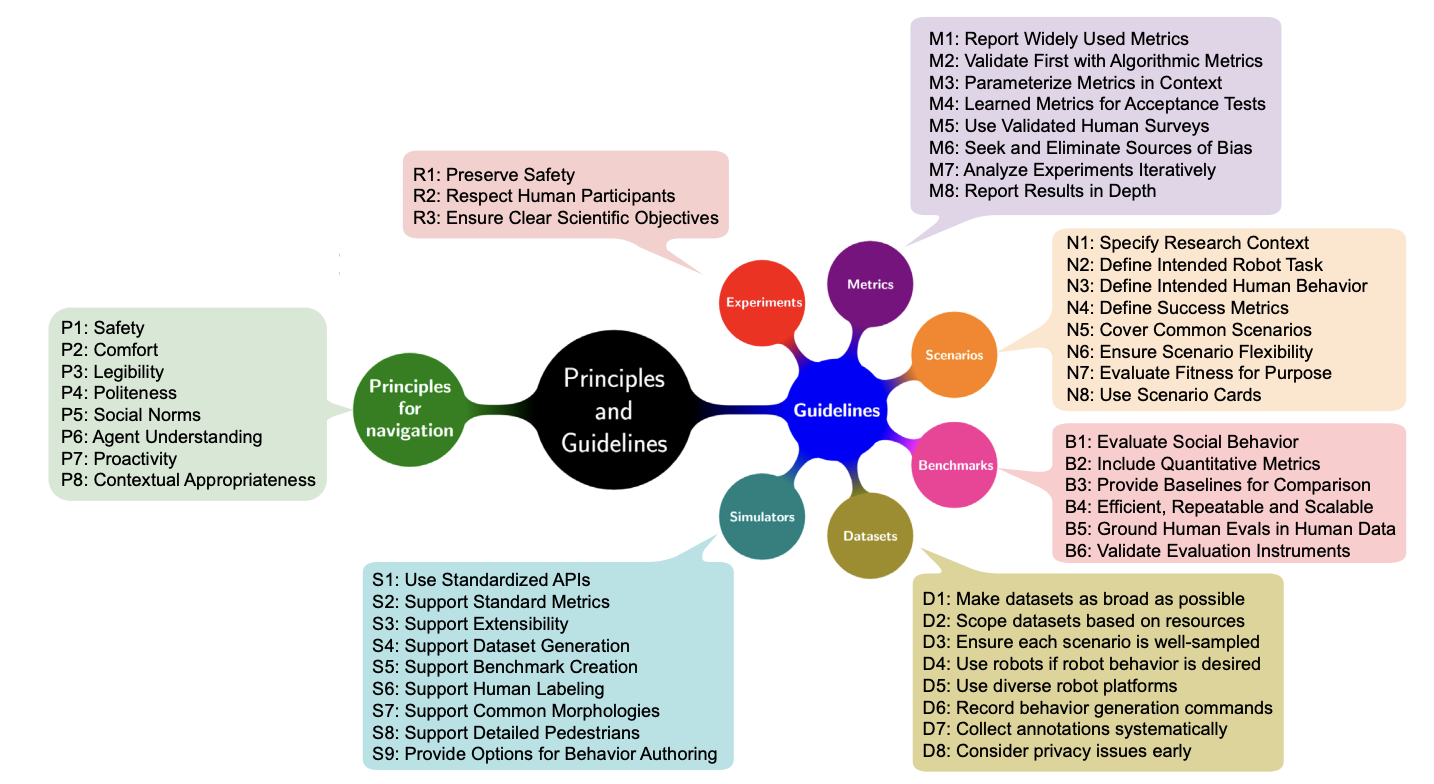 M1: Report Widely Used Metrics
M2: Validate First with Algorithmic Metrics
M3: Parameterize Metrics in Context
M4: Learned Metrics for Acceptance Tests
M5: Use Validated Human Surveys
M6: Seek and Eliminate Sources of Bias
M7: Analyze Experiments Iteratively
M8: Report Results in Depth
R1: Preserve Safety
R2: Respect Human Participants
R3: Ensure Clear Scientific Objectives
Experiments
Metrics
Scenarios
N1: Specify Research Context
N2: Define Intended Robot Task
N3: Define Intended Human Behavior
N4: Define Success Metrics
N5: Cover Common Scenarios
N6: Ensure Scenario Flexibility
N7: Evaluate Fitness for Purpose
N8: Use Scenario Cards
P1: Safety
P2: Comfort
P3: Legibility
P4: Politeness
P5: Social Norms
P6: Agent Understanding
P7: Proactivity
P8: Contextual Appropriateness
Principles
for
navigation
Principles
and
Guidelines
Guidelines
Benchmarks
B1: Evaluate Social Behavior
B2: Include Quantitative Metrics
B3: Provide Baselines for Comparison
B4: Efficient, Repeatable and Scalable
B5: Ground Human Evals in Human Data
B6: Validate Evaluation Instruments
Simulators
Datasets
S1: Use Standardized APIs
S2: Support Standard Metrics
S3: Support Extensibility
S4: Support Dataset Generation
S5: Support Benchmark Creation
S6: Support Human Labeling
S7: Support Common Morphologies
S8: Support Detailed Pedestrians
S9: Provide Options for Behavior Authoring
D1: Make datasets as broad as possible
D2: Scope datasets based on resources
D3: Ensure each scenario is well-sampled
D4: Use robots if robot behavior is desired
D5: Use diverse robot platforms
D6: Record behavior generation commands
D7: Collect annotations systematically
D8: Consider privacy issues early